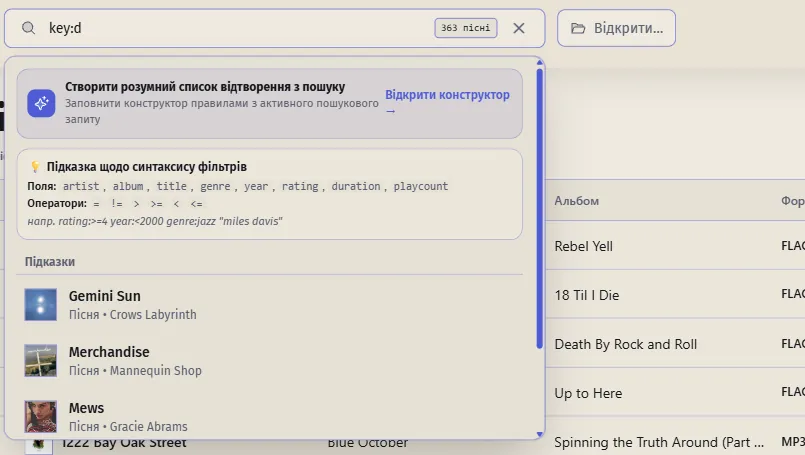 key:d
363 пісні
Відкрити...
Створити розумний список відтворення з пошуку
Заповнити конструктор правилами з активного пошукового
запиту
Відкрити конструктор
→
Підказка щодо синтаксису фільтрів
Поля: artist, album, title, genre, year, rating, duration, playcount
Оператори: = != > >= < <=
напр. rating:>=4 year:<2000 genre:jazz "miles davis"
Підказки
Gemini Sun
Пісня • Crows Labyrinth
Merchandise
Пісня • Mannequin Shop
Mews
Пісня • Gracie Abrams
1222 Bay Oak Street
Blue October
Альбом
Фор
Rebel Yell
FLAC
18 Til I Die
FLAC
Death By Rock and Roll
FLAC
Up to Here
FLAC
Spinning the Truth Around (Part ...
MP3